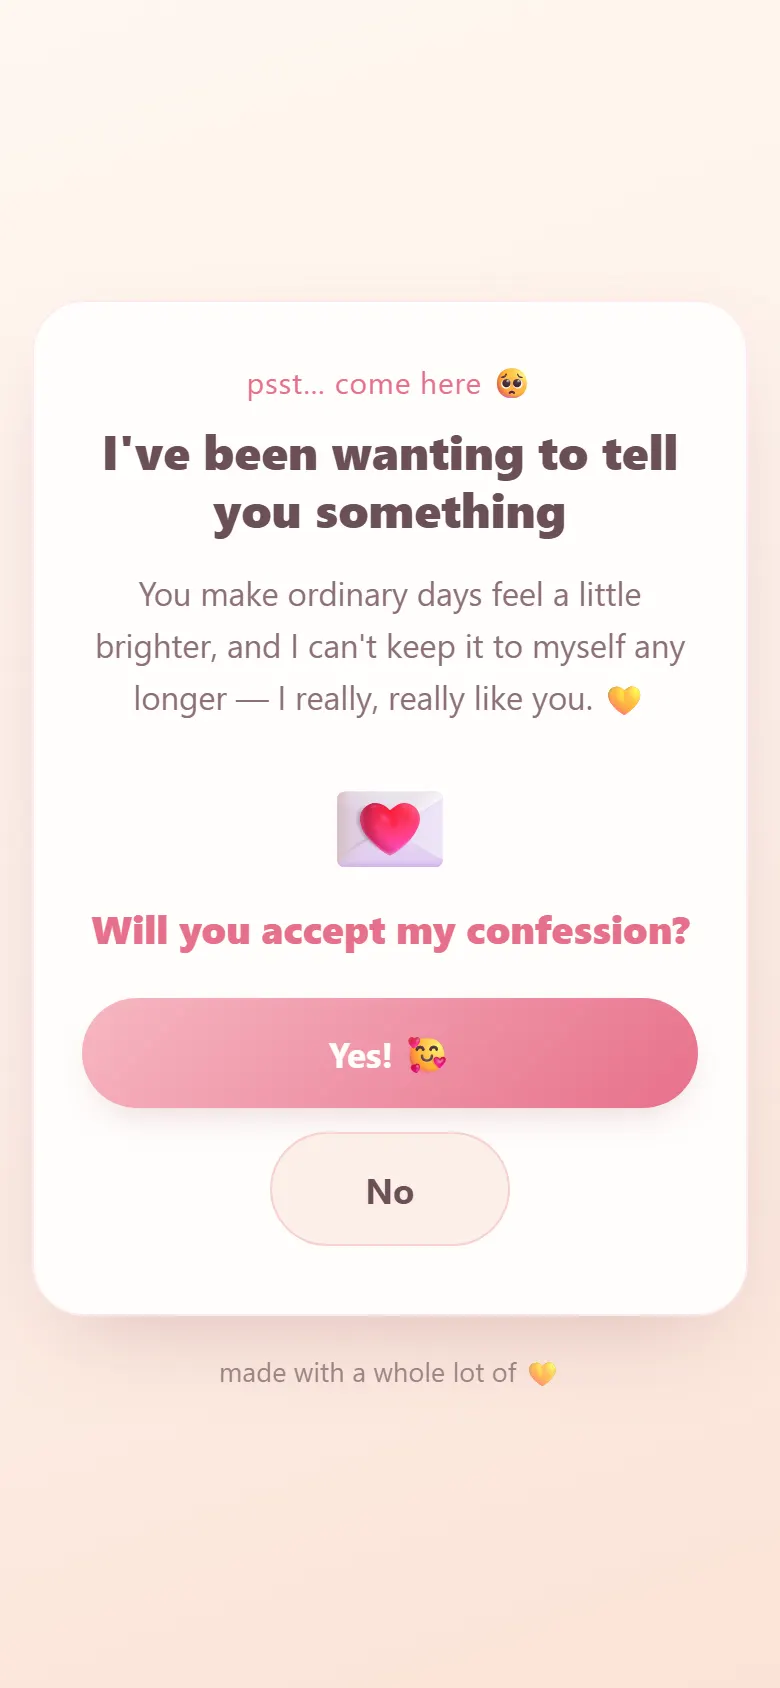 psst... come here 🥺
I've been wanting to tell
you something
You make ordinary days feel a little
brighter, and I can't keep it to myself any
longer — I really, really like you. 💛
Will you accept my confession?
Yes! 🥰
No
made with a whole lot of 💛